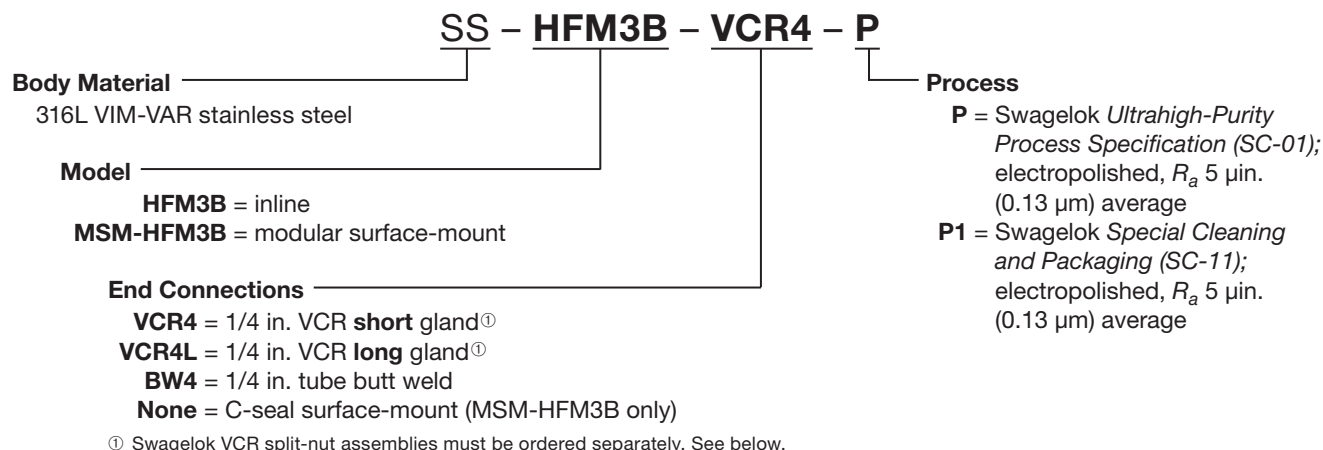 SS – HFM3B – VCR4 – P
Body Material
316L VIM-VAR stainless steel
Model
HFM3B = inline
MSM-HFM3B = modular surface-mount
End Connections
VCR4 = 1/4 in. VCR short gland①
VCR4L = 1/4 in. VCR long gland①
BW4 = 1/4 in. tube butt weld
None = C-seal surface-mount (MSM-HFM3B only)
① Swagelok VCR split-nut assemblies must be ordered separately. See below.
Process
P = Swagelok Ultrahigh-Purity
Process Specification (SC-01);
electropolished, Ra 5 µin.
(0.13 µm) average
P1 = Swagelok Special Cleaning
and Packaging (SC-11);
electropolished, Ra 5 µin.
(0.13 µm) average